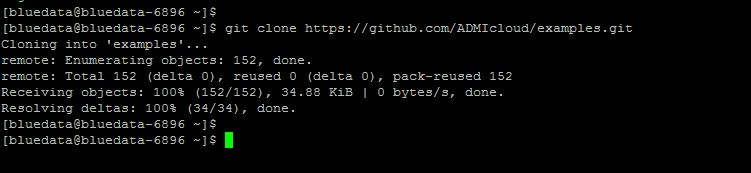 [bluedata@bluedata-6896 ~]$
[bluedata@bluedata-6896 ~]$ git clone https://github.com/ADMIcloud/examples.git
Cloning into 'examples'...
remote: Enumerating objects: 152, done.
remote: Total 152 (delta 0), reused 0 (delta 0), pack-reused 152
Receiving objects: 100% (152/152), 34.88 KiB | 0 bytes/s, done.
Resolving deltas: 100% (34/34), done.
[bluedata@bluedata-6896 ~]$
[bluedata@bluedata-6896 ~]$